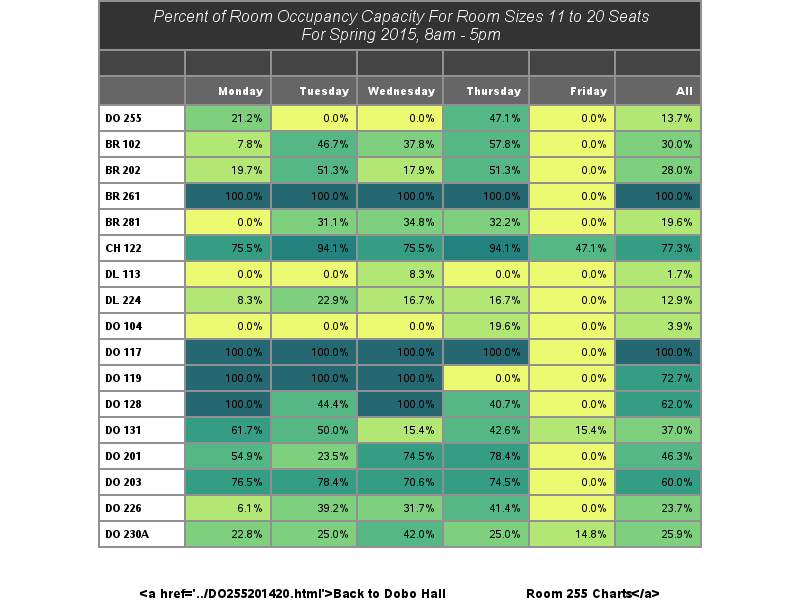 Percent of Room Occupancy Capacity For Room Sizes 11 to 20 Seats
For Spring 2015, 8am - 5pm
Monday Tuesday Wednesday Thursday Friday All
DO 255 21.2% 0.0% 0.0% 47.1% 0.0% 13.7%
BR 102 7.8% 46.7% 37.8% 57.8% 0.0% 30.0%
BR 202 19.7% 51.3% 17.9% 51.3% 0.0% 28.0%
BR 261 100.0% 100.0% 100.0% 100.0% 0.0% 100.0%
BR 281 0.0% 31.1% 34.8% 32.2% 0.0% 19.6%
CH 122 75.5% 94.1% 75.5% 94.1% 47.1% 77.3%
DL 113 0.0% 0.0% 8.3% 0.0% 0.0% 1.7%
DL 224 8.3% 22.9% 16.7% 16.7% 0.0% 12.9%
DO 104 0.0% 0.0% 0.0% 19.6% 0.0% 3.9%
DO 117 100.0% 100.0% 100.0% 100.0% 0.0% 100.0%
DO 119 100.0% 100.0% 100.0% 0.0% 0.0% 72.7%
DO 128 100.0% 44.4% 100.0% 40.7% 0.0% 62.0%
DO 131 61.7% 50.0% 15.4% 42.6% 15.4% 37.0%
DO 201 54.9% 23.5% 74.5% 78.4% 0.0% 46.3%
DO 203 76.5% 78.4% 70.6% 74.5% 0.0% 60.0%
DO 226 6.1% 39.2% 31.7% 41.4% 0.0% 23.7%
DO 230A 22.8% 25.0% 42.0% 25.0% 14.8% 25.9%
<a href='../DO255201420.html'>Back to Dobo Hall Room 255 Charts</a>